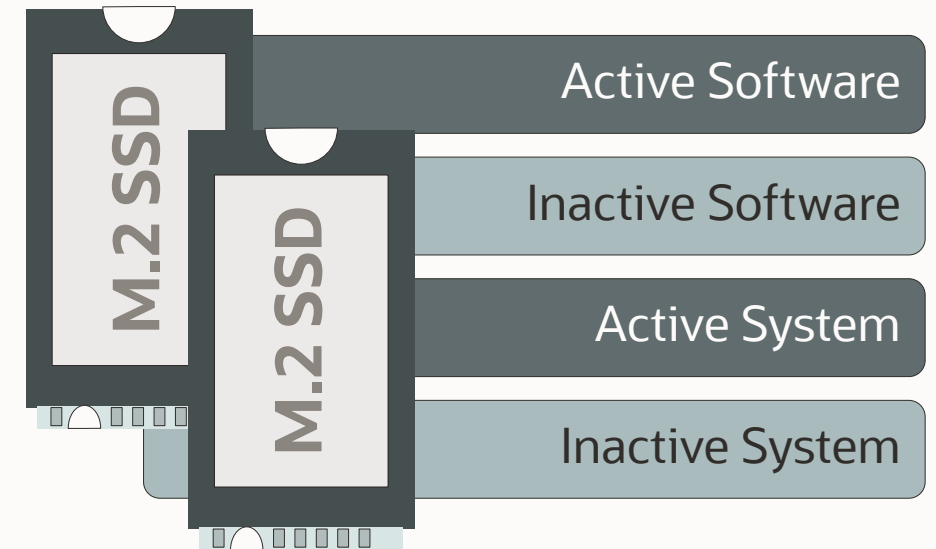 M.2 SSD
M.2 SSD
Active Software
Inactive Software
Active System
Inactive System